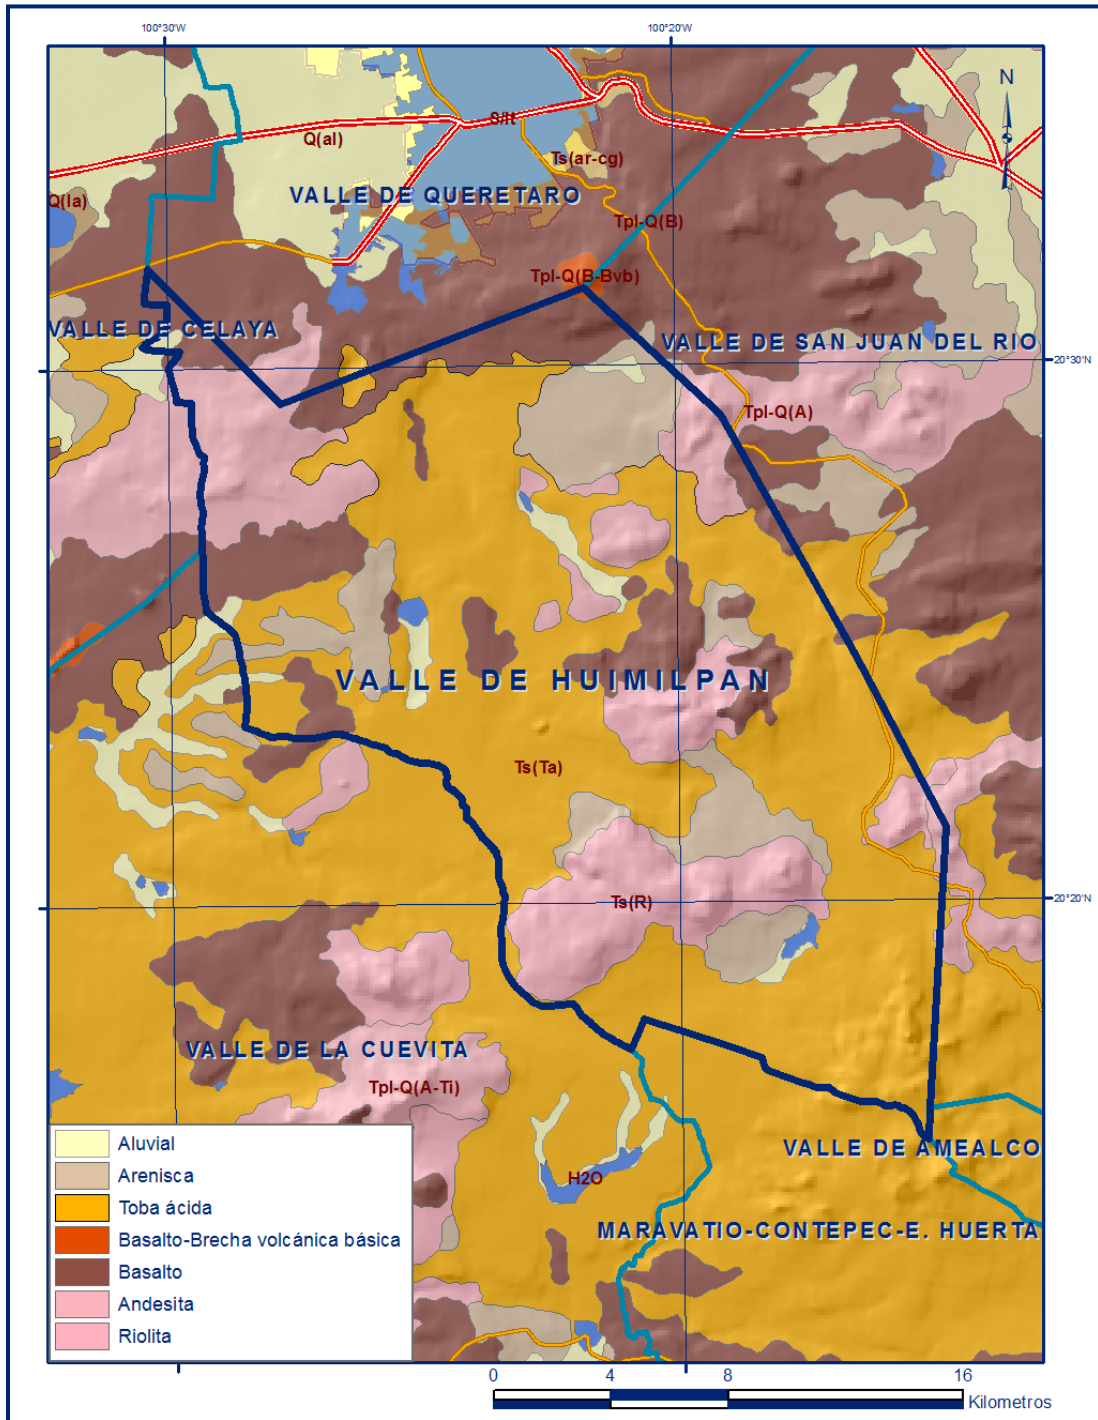 100°30'W
100°20'W
N
S/lt
Q(al)
Ts(ar-cg)
VALLE DE QUERETARO
Q(la)
Tpl-Q(B)
Tpl-Q(B-Bvb)
VALLE DE CELAYA
VALLE DE SAN JUAN DEL RIO
20°30'N
Tpl-Q(A)
VALLE DE HUIMILPAN
Ts(Ta)
Ts(R)
20°20'N
VALLE DE LA CUEVITA
Tpl-Q(A-Ti)
VALLE DE AMEALCO
H2O
MARAVATIO-CONTEPEC-E. HUERTA
Aluvial
Arenisca
Toba ácida
Basalto-Brecha volcánica básica
Basalto
Andesita
Riolita
0 4 8 16
Kilometros